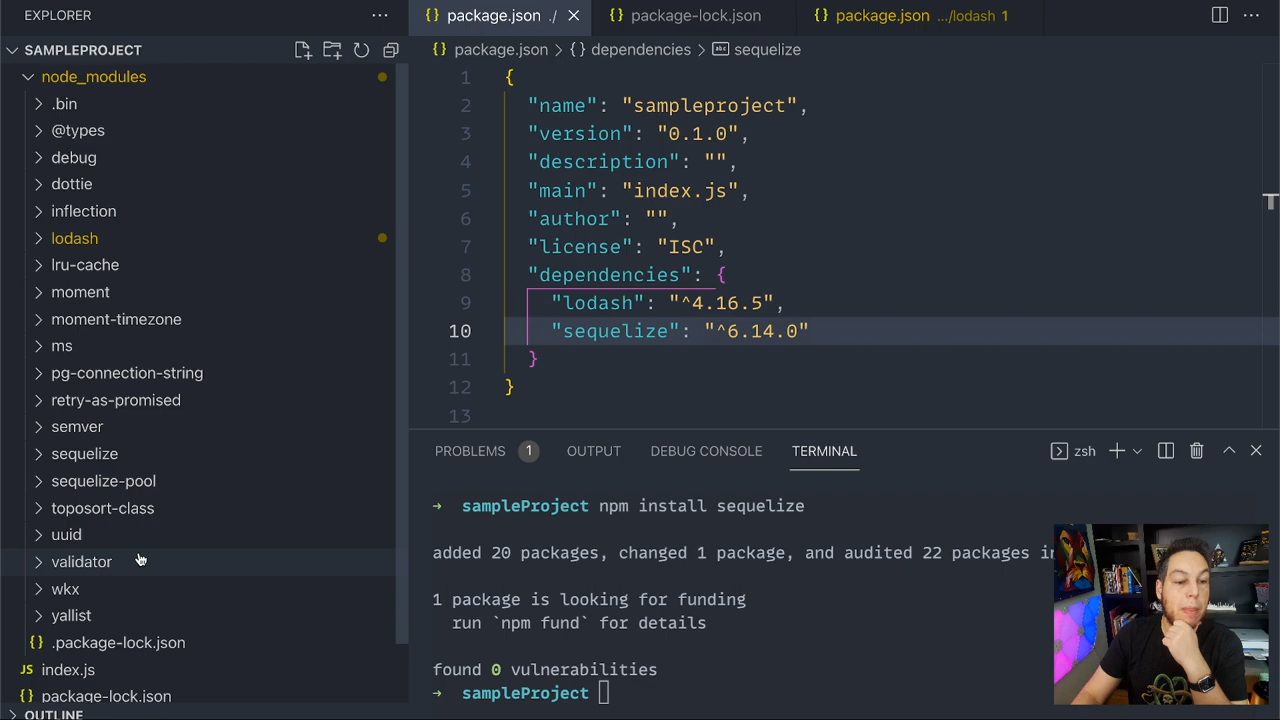 EXPLORER
SAMPLEPROJECT
node_modules
.bin
@types
debug
dottie
inflection
lodash
lru-cache
moment
moment-timezone
ms
pg-connection-string
retry-as-promised
semver
sequelize
sequelize-pool
toposort-class
uuid
validator
wkx
yallist
{} .package-lock.json
JS index.js
{} package-lock.json
OUTLINE
{} package.json ./
{} package-lock.json
{} package.json .../lodash 1
{} package.json > {} dependencies > abc sequelize
1 {
2 "name": "sampleproject",
3 "version": "0.1.0",
4 "description": "",
5 "main": "index.js",
6 "author": "",
7 "license": "ISC",
8 "dependencies": {
9 "lodash": "^4.16.5",
10 "sequelize": "^6.14.0"
11 }
12 }
13
PROBLEMS 1 OUTPUT DEBUG CONSOLE TERMINAL zsh
→ sampleProject npm install sequelize
added 20 packages, changed 1 package, and audited 22 packages i
1 package is looking for funding
run `npm fund` for details
found 0 vulnerabilities
→ sampleProject